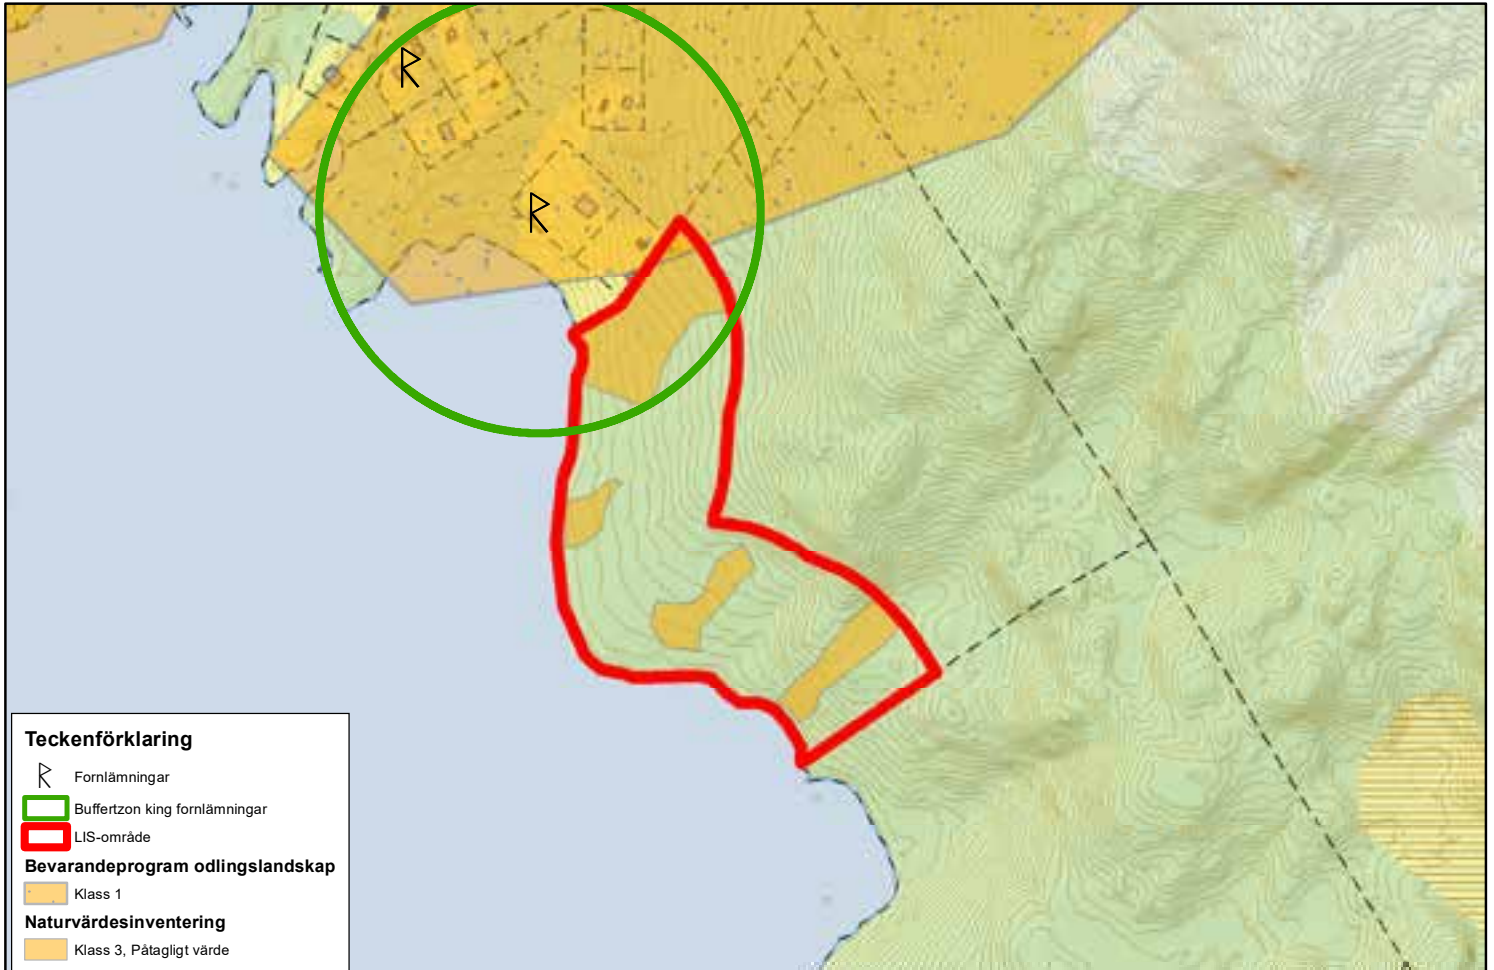 Teckenförklaring
Fornlämningar
Buffertzon king fornlämningar
LIS-område
Bevarandeprogram odlingslandskap
Klass 1
Naturvärdesinventering
Klass 3, Påtagligt värde